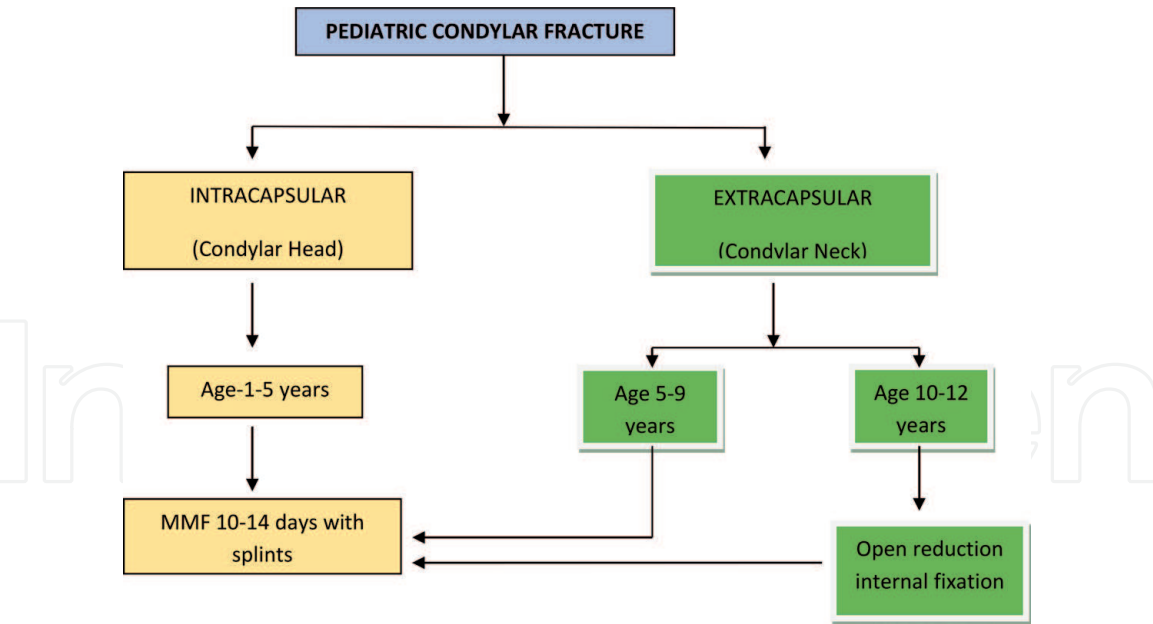 PEDIATRIC CONDYLAR FRACTURE
INTRACAPSULAR
(Condylar Head)
EXTRACAPSULAR
(Condylar Neck)
Age-1-5 years
Age 5-9
years
Age 10-12
years
MMF 10-14 days with
splints
Open reduction
internal fixation